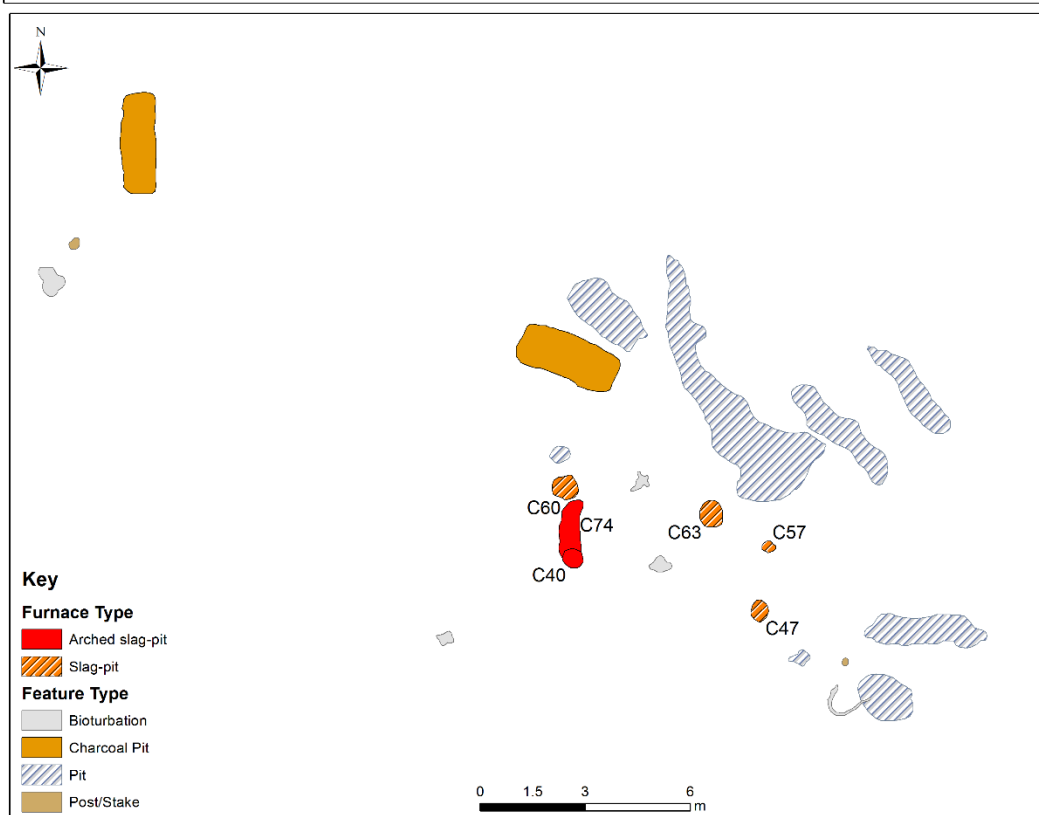 N
C60
C74
C63
C57
C40
C47
Key
Furnace Type
Arched slag-pit
Slag-pit
Feature Type
Bioturbation
Charcoal Pit
Pit
Post/Stake
0 1.5 3 6
m